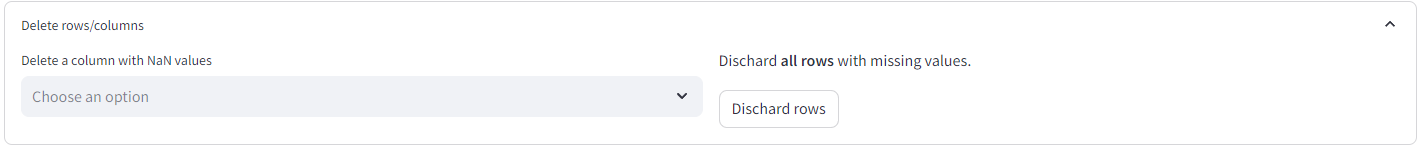 Delete rows/columns
Delete a column with NaN values
Choose an option
Dischard all rows with missing values.
Dischard rows